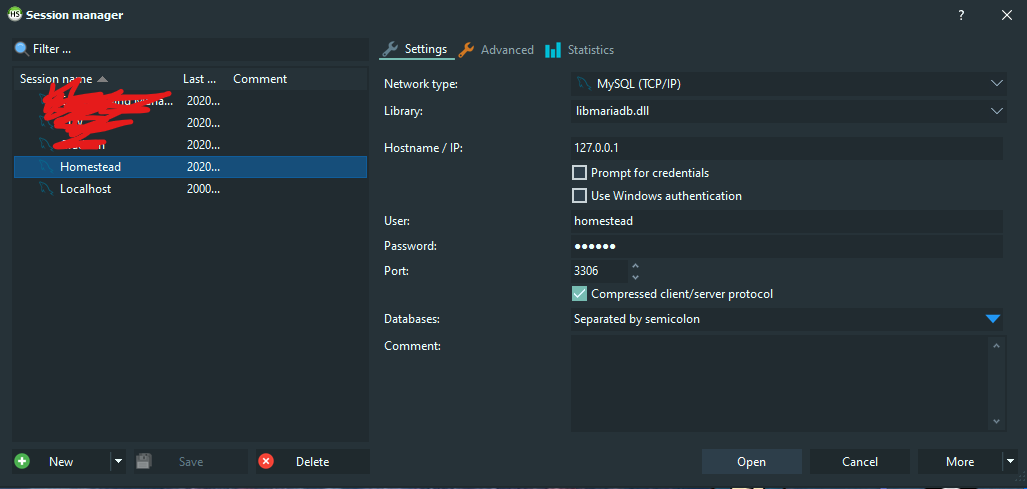 HS Session manager ?
Filter ...
Session name Last ... Comment
2020...
2020...
2020...
Homestead 2020...
Localhost 2000...
New Save Delete
Settings Advanced Statistics
Network type: MySQL (TCP/IP)
Library: libmariadb.dll
Hostname / IP: 127.0.0.1
Prompt for credentials
Use Windows authentication
User: homestead
Password: ●●●●●●
Port: 3306
Compressed client/server protocol
Databases: Separated by semicolon
Comment:
Open Cancel More